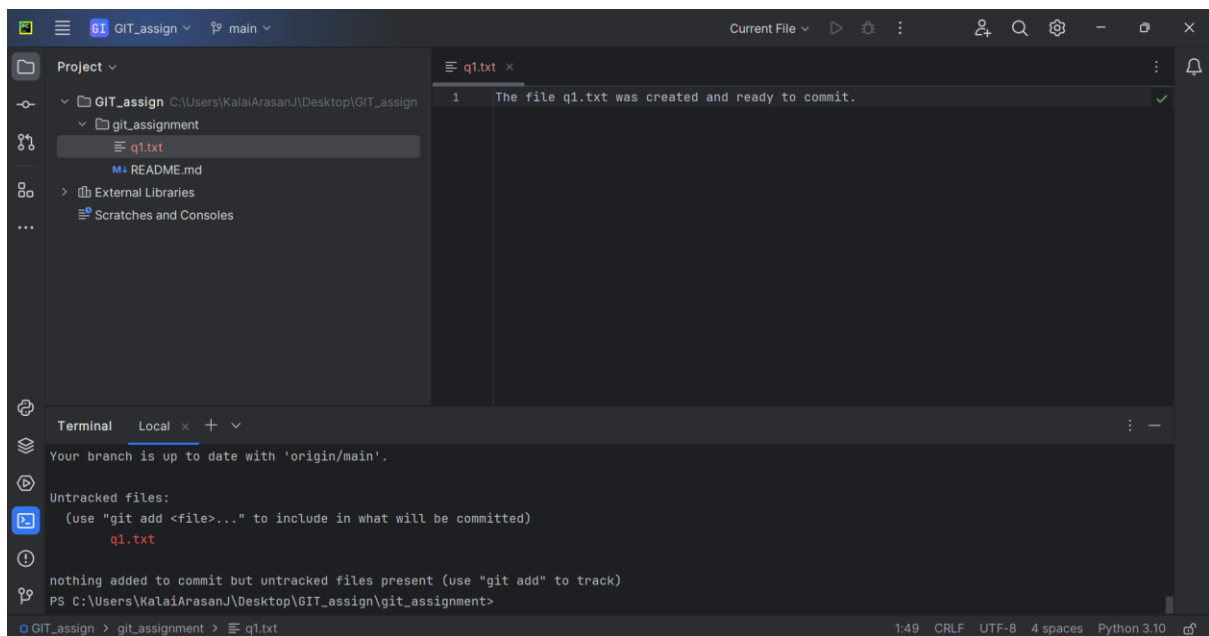 GI GIT_assign main Current File
Project
q1.txt
GIT_assign C:\Users\KalaiArasanJ\Desktop\GIT_assign
git_assignment
q1.txt
M↓ README.md
External Libraries
Scratches and Consoles
1 The file q1.txt was created and ready to commit.
Terminal Local
Your branch is up to date with 'origin/main'.
Untracked files:
(use "git add <file>..." to include in what will be committed)
q1.txt
nothing added to commit but untracked files present (use "git add" to track)
PS C:\Users\KalaiArasanJ\Desktop\GIT_assign\git_assignment>
GIT_assign > git_assignment > q1.txt 1:49 CRLF UTF-8 4 spaces Python 3.10